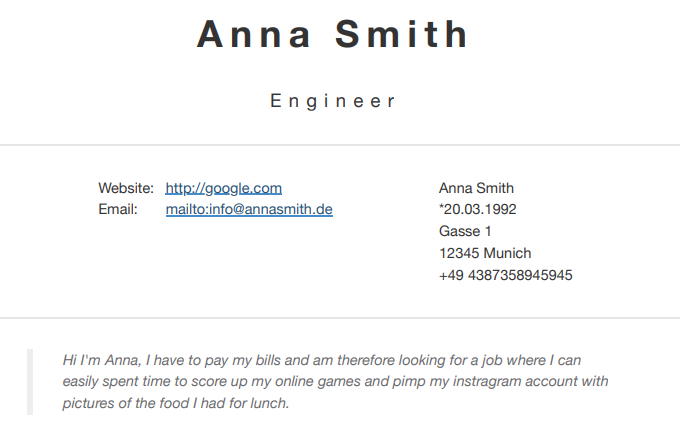 Anna Smith
Engineer
Website: http://google.com
Email: mailto:info@annasmith.de
Anna Smith
*20.03.1992
Gasse 1
12345 Munich
+49 4387358945945
Hi I'm Anna, I have to pay my bills and am therefore looking for a job where I can
easily spent time to score up my online games and pimp my instragram account with
pictures of the food I had for lunch.